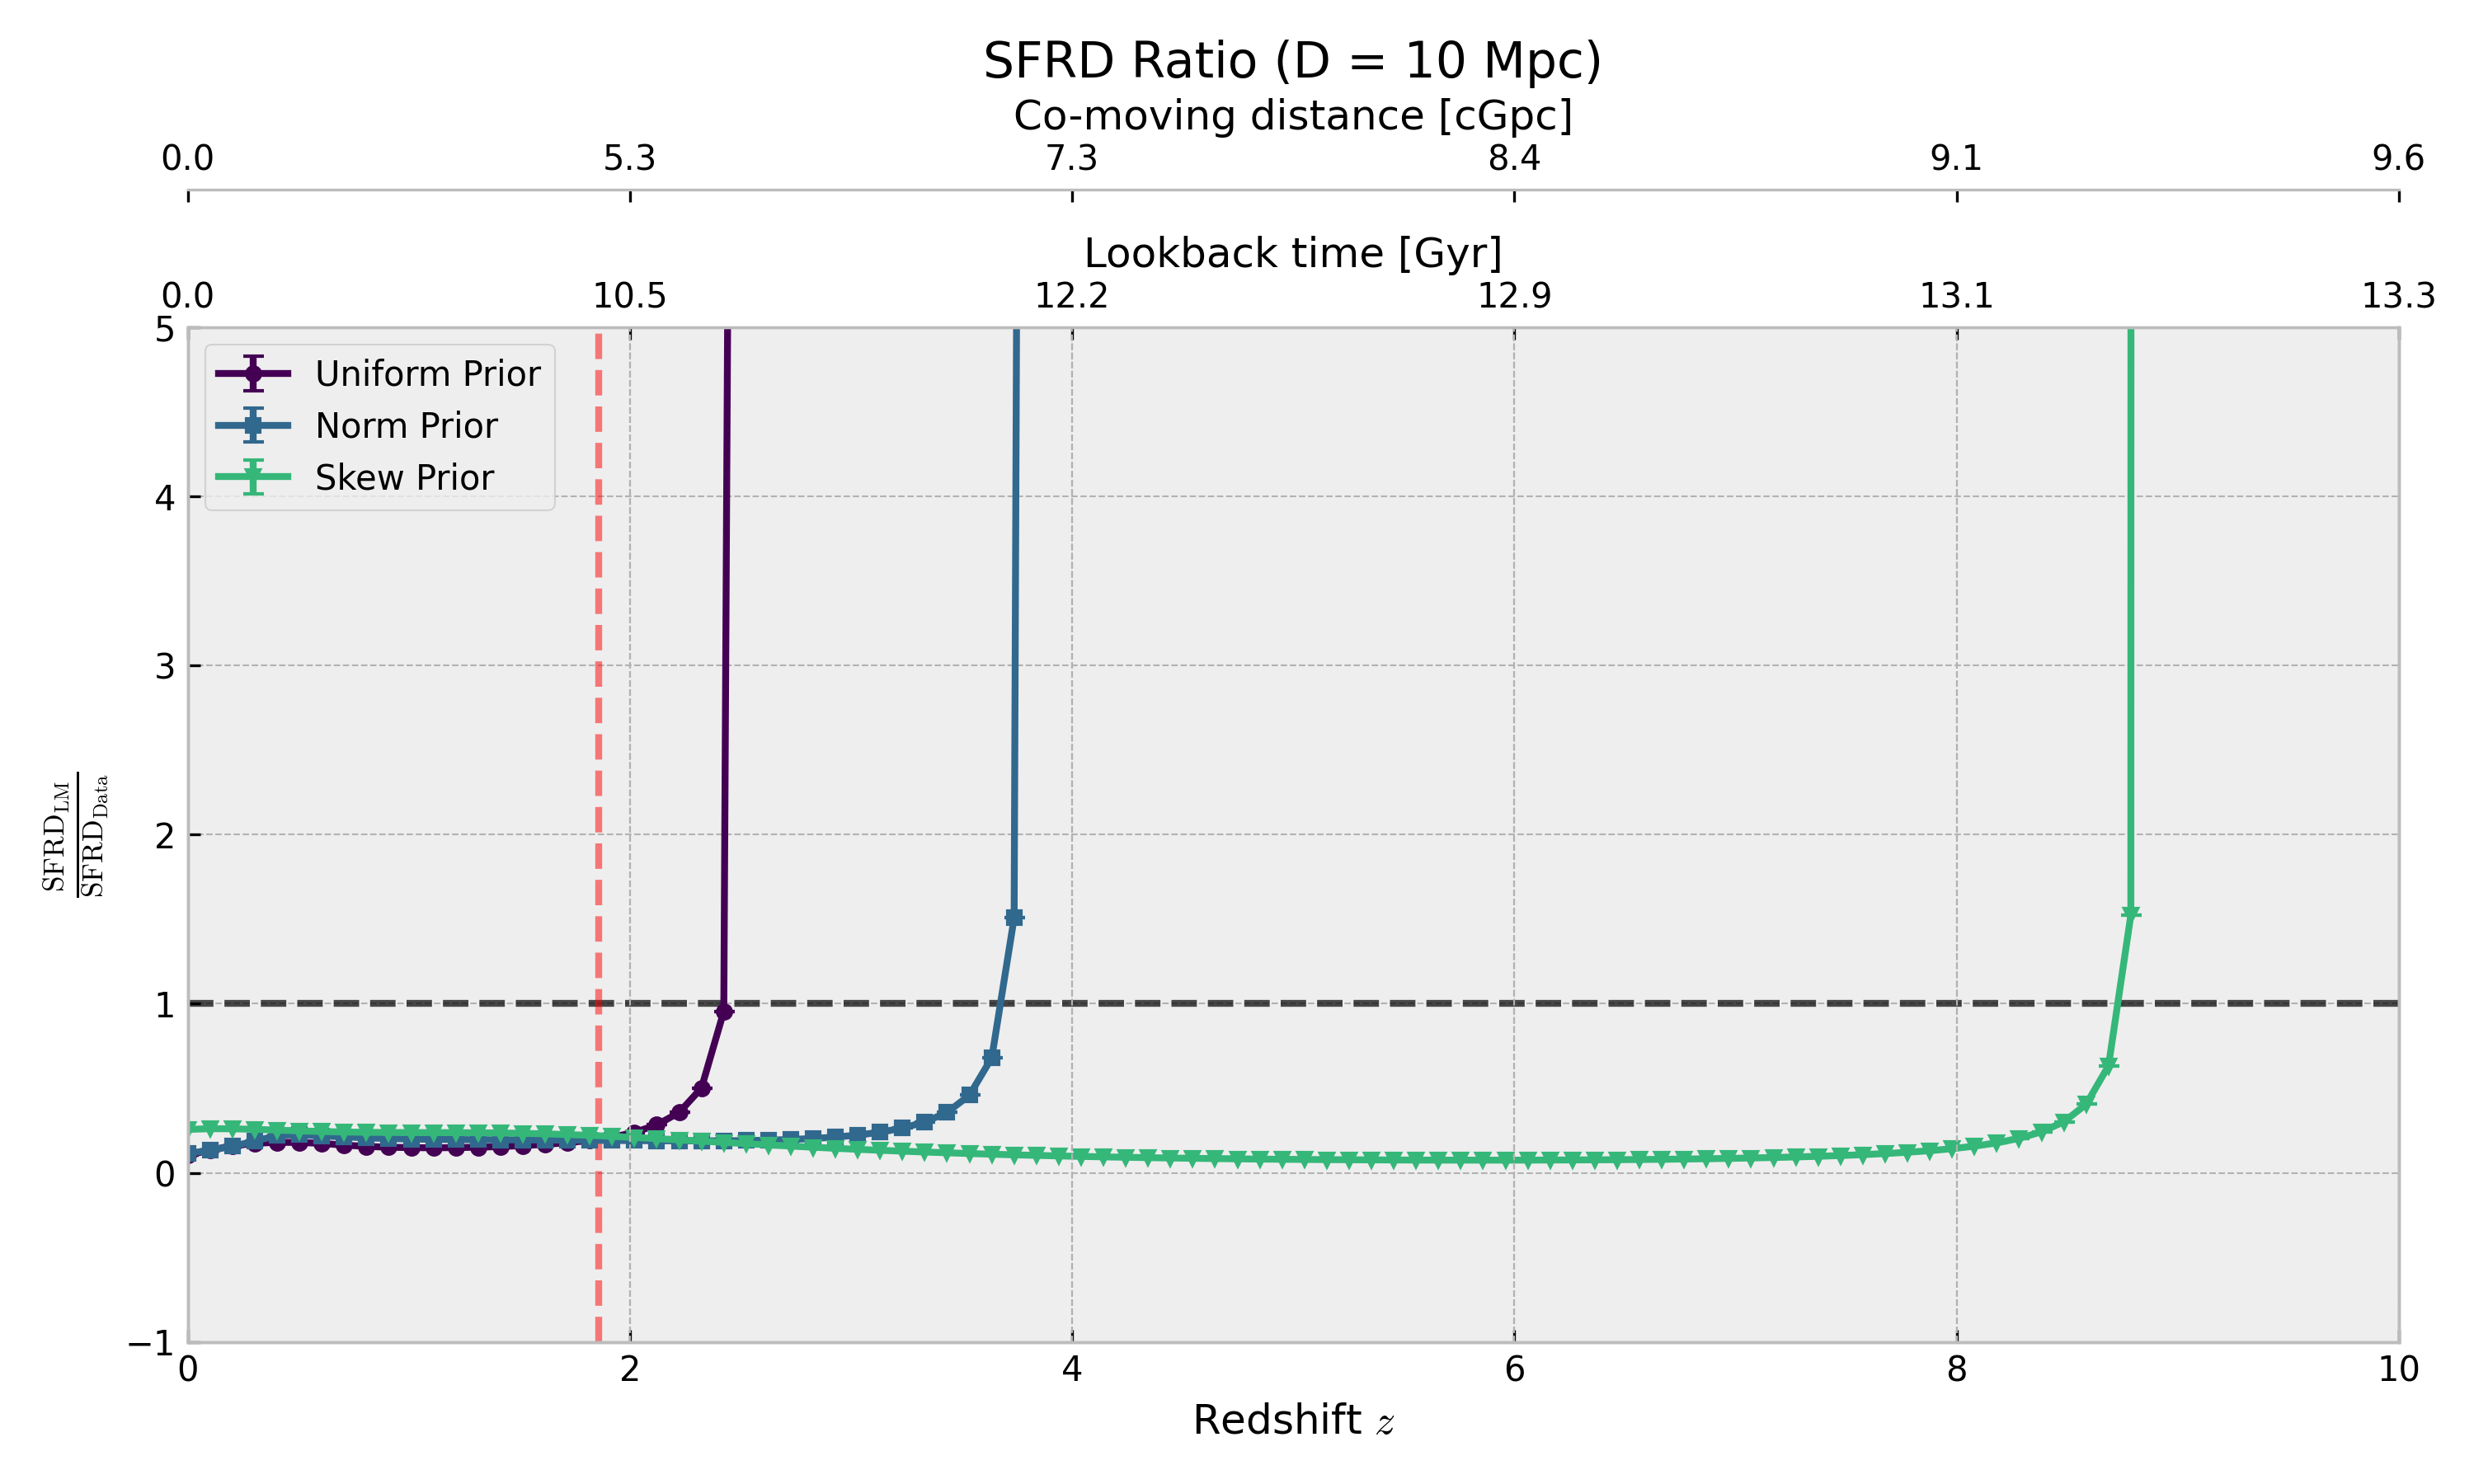 SFRD Ratio (D = 10 Mpc)
Co-moving distance [cGpc]
0.0 5.3 7.3 8.4 9.1 9.6
Lookback time [Gyr]
0.0 10.5 12.2 12.9 13.1 13.3
5
Uniform Prior
Norm Prior
Skew Prior
4
3
2
SFRD_LM
SFRD_Data
1
0
−1
0 2 4 6 8 10
Redshift z